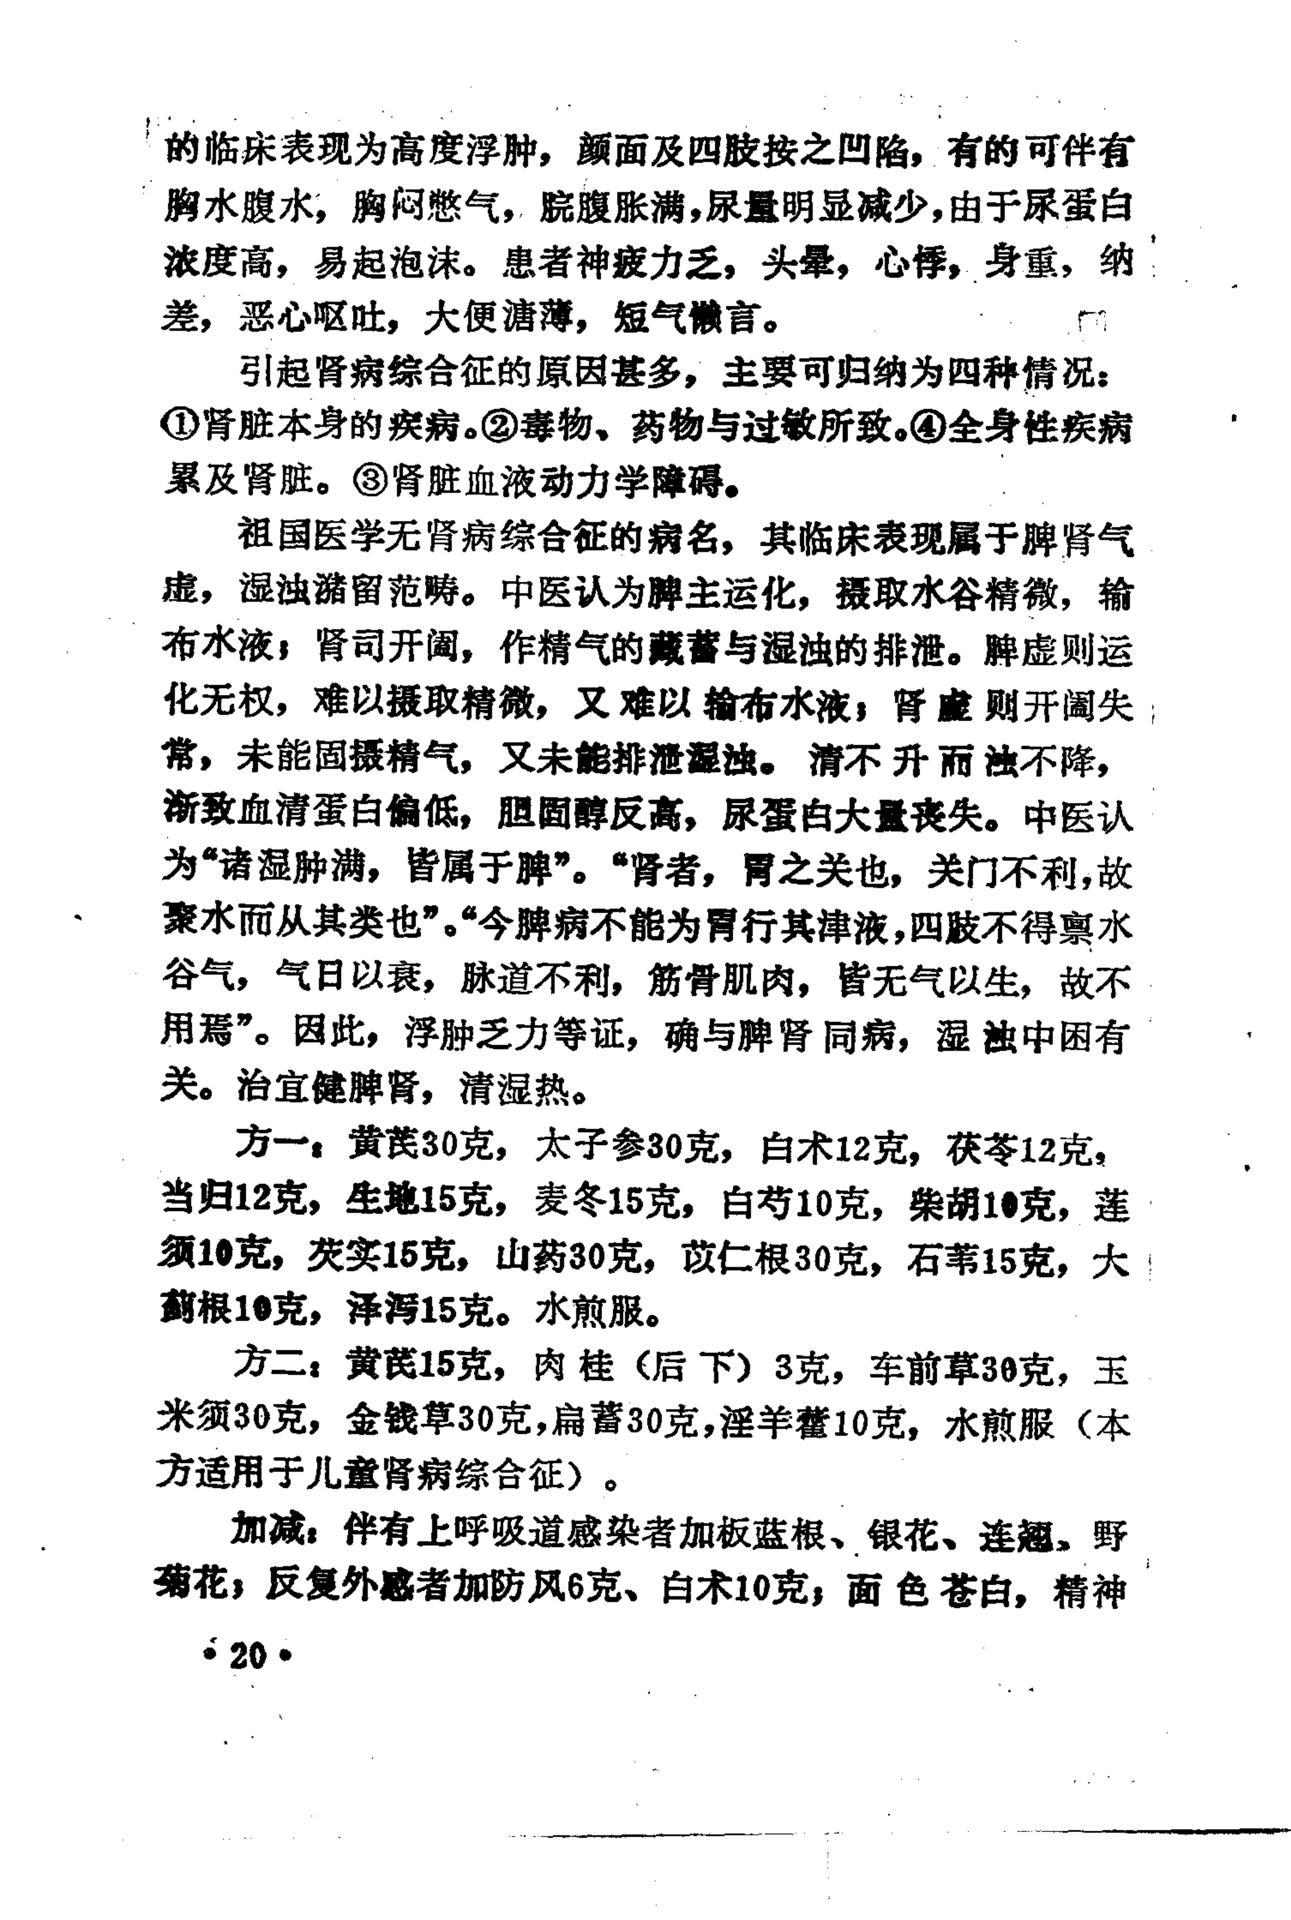 的临床表现为高度浮肿，颜面及四肢按之凹陷，有的可伴有
胸水腹水，胸闷憋气，脘腹胀满，尿量明显减少，由于尿蛋白
浓度高，易起泡沫。患者神疲力乏，头晕，心悸，身重，纳
差，恶心呕吐，大便溏薄，短气懒言。
引起肾病综合征的原因甚多，主要可归纳为四种情况：
①肾脏本身的疾病。②毒物、药物与过敏所致。④全身性疾病
累及肾脏。③肾脏血液动力学障碍。
祖国医学无肾病综合征的病名，其临床表现属于脾肾气
虚，湿浊潴留范畴。中医认为脾主运化，摄取水谷精微，输
布水液；肾司开阖，作精气的藏蓄与湿浊的排泄。脾虚则运
化无权，难以摄取精微，又难以输布水液；肾虚则开阖失
常，未能固摄精气，又未能排泄湿浊。清不升而浊不降，
渐致血清蛋白偏低，胆固醇反高，尿蛋白大量丧失。中医认
为“诸湿肿满，皆属于脾”。“肾者，胃之关也，关门不利，故
聚水而从其类也”。“今脾病不能为胃行其津液，四肢不得禀水
谷气，气日以衰，脉道不利，筋骨肌肉，皆无气以生，故不
用焉”。因此，浮肿乏力等证，确与脾肾同病，湿浊中困有
关。治宜健脾肾，清湿热。
方一：黄芪30克，太子参30克，白术12克，茯苓12克，
当归12克，生地15克，麦冬15克，白芍10克，柴胡10克，莲
须10克，芡实15克，山药30克，苡仁根30克，石苇15克，大
蓟根10克，泽泻15克。水煎服。
方二：黄芪15克，肉桂（后下）3克，车前草30克，玉
米须30克，金钱草30克，扁蓄30克，淫羊藿10克，水煎服（本
方适用于儿童肾病综合征）。
加减：伴有上呼吸道感染者加板蓝根、银花、连翘、野
菊花；反复外感者加防风6克、白术10克；面色苍白，精神
•20•